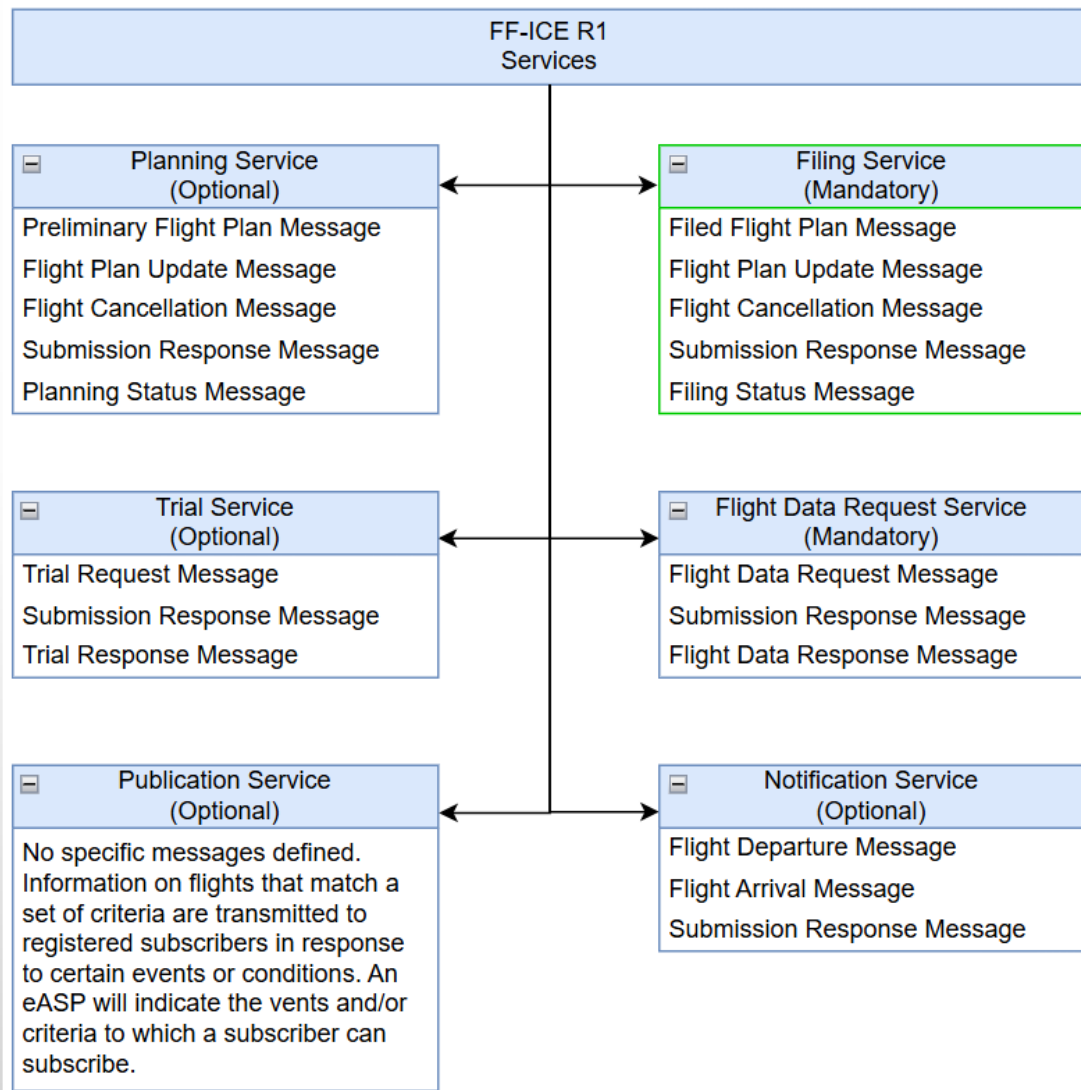 FF-ICE R1
Services
Planning Service
(Optional)
Preliminary Flight Plan Message
Flight Plan Update Message
Flight Cancellation Message
Submission Response Message
Planning Status Message
Filing Service
(Mandatory)
Filed Flight Plan Message
Flight Plan Update Message
Flight Cancellation Message
Submission Response Message
Filing Status Message
Trial Service
(Optional)
Trial Request Message
Submission Response Message
Trial Response Message
Flight Data Request Service
(Mandatory)
Flight Data Request Message
Submission Response Message
Flight Data Response Message
Publication Service
(Optional)
No specific messages defined.
Information on flights that match a
set of criteria are transmitted to
registered subscribers in response
to certain events or conditions. An
eASP will indicate the vents and/or
criteria to which a subscriber can
subscribe.
Notification Service
(Optional)
Flight Departure Message
Flight Arrival Message
Submission Response Message